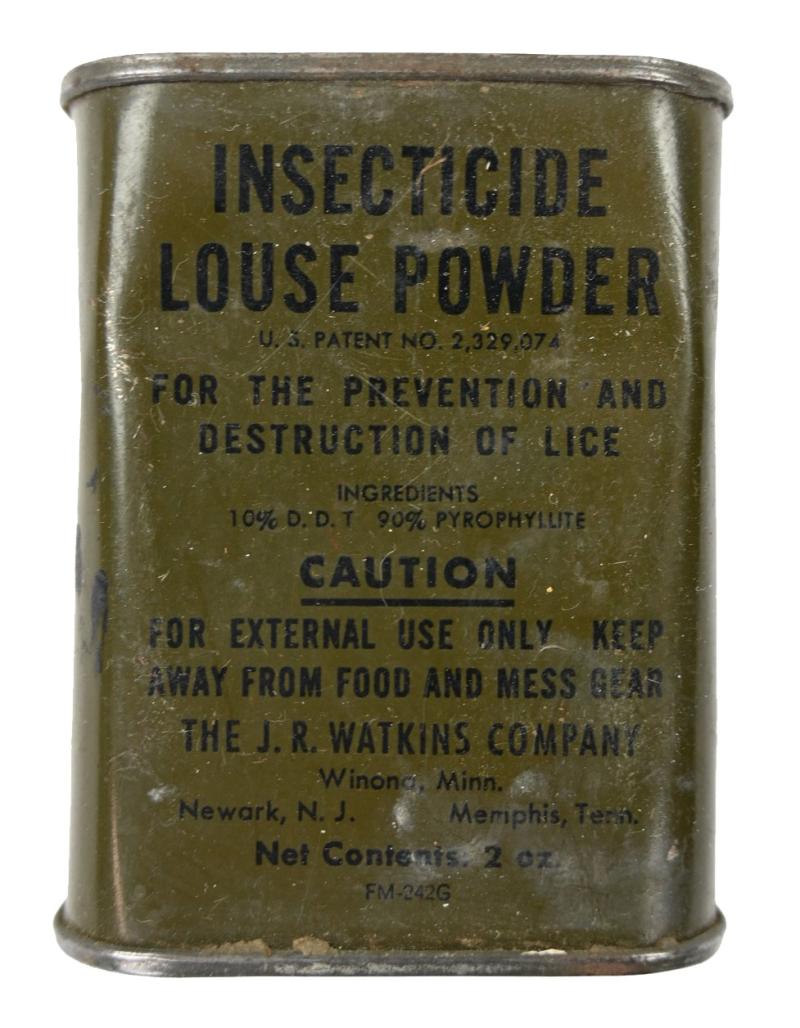 INSECTICIDE
LOUSE POWDER
U. S. PATENT NO. 2,329,074
FOR THE PREVENTION AND
DESTRUCTION OF LICE
INGREDIENTS
10% D. D. T 90% PYROPHYLLITE
CAUTION
FOR EXTERNAL USE ONLY KEEP
AWAY FROM FOOD AND MESS GEAR
THE J. R. WATKINS COMPANY
Winona, Minn.
Newark, N. J. Memphis, Tenn.
Net Contents: 2 oz.
FM-242G